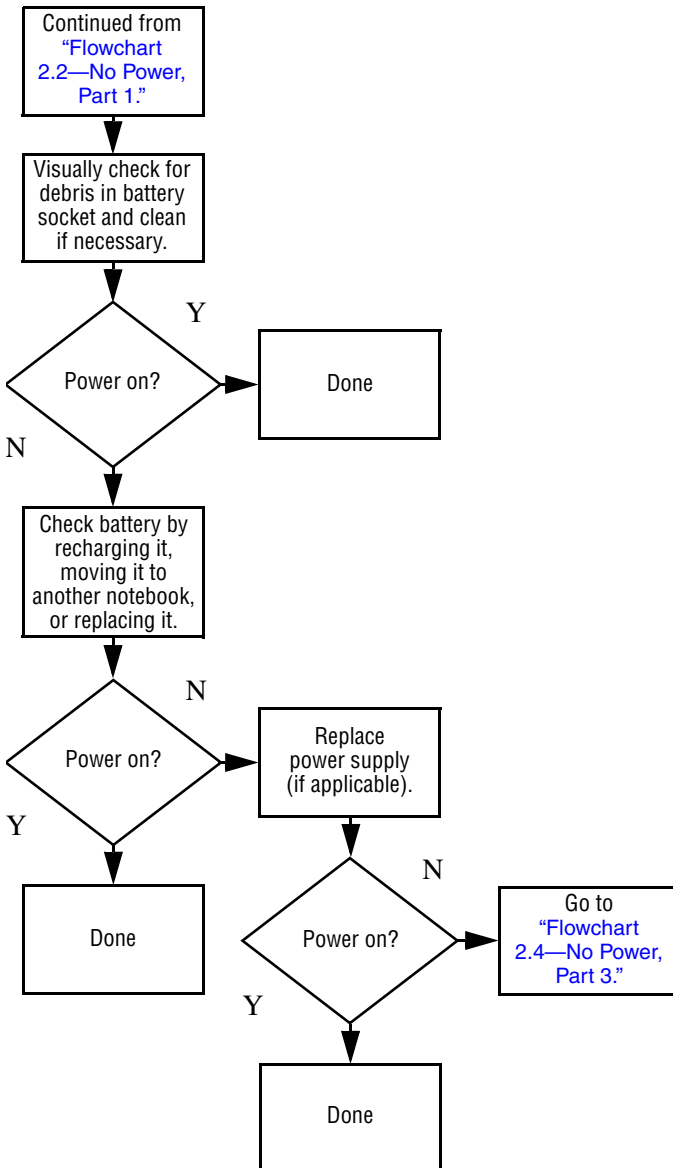 Continued from
“Flowchart
2.2—No Power,
Part 1.”
Visually check for
debris in battery
socket and clean
if necessary.
Y
Power on?
Done
N
Check battery by
recharging it,
moving it to
another notebook,
or replacing it.
N
Power on?
Replace
power supply
(if applicable).
Y
Done
N
Power on?
Go to
“Flowchart
2.4—No Power,
Part 3.”
Y
Done